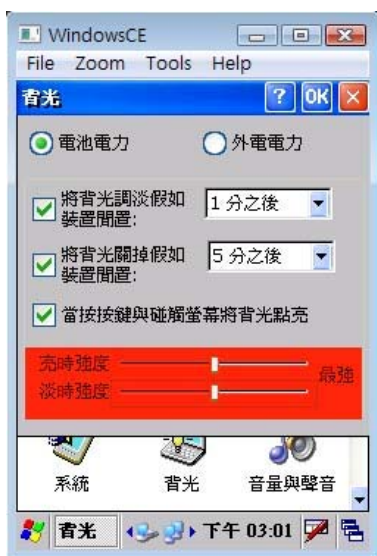 WindowsCE
File Zoom Tools Help
背光 ? OK
電池電力 外電電力
將背光調淡假如 1 分之後
裝置閒置:
將背光關掉假如 5 分之後
裝置閒置:
當按按鍵與碰觸螢幕將背光點亮
亮時強度 最強
淡時強度
系統 背光 音量與聲音
背光 下午 03:01